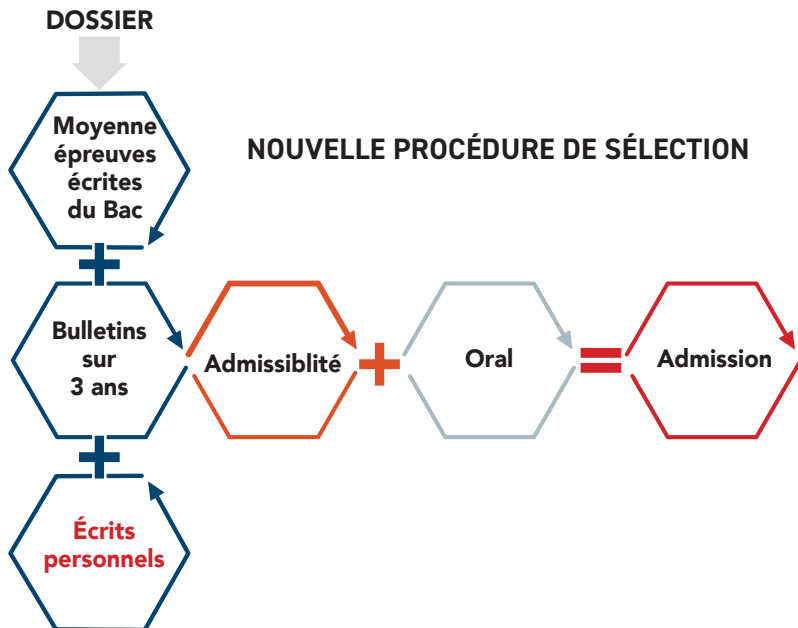 DOSSIER
Moyenne
épreuves
écrites
du Bac
NOUVELLE PROCÉDURE DE SÉLECTION
+
Bulletins
sur
3 ans
Admissiblité
+
Oral
=
Admission
+
Écrits
personnels